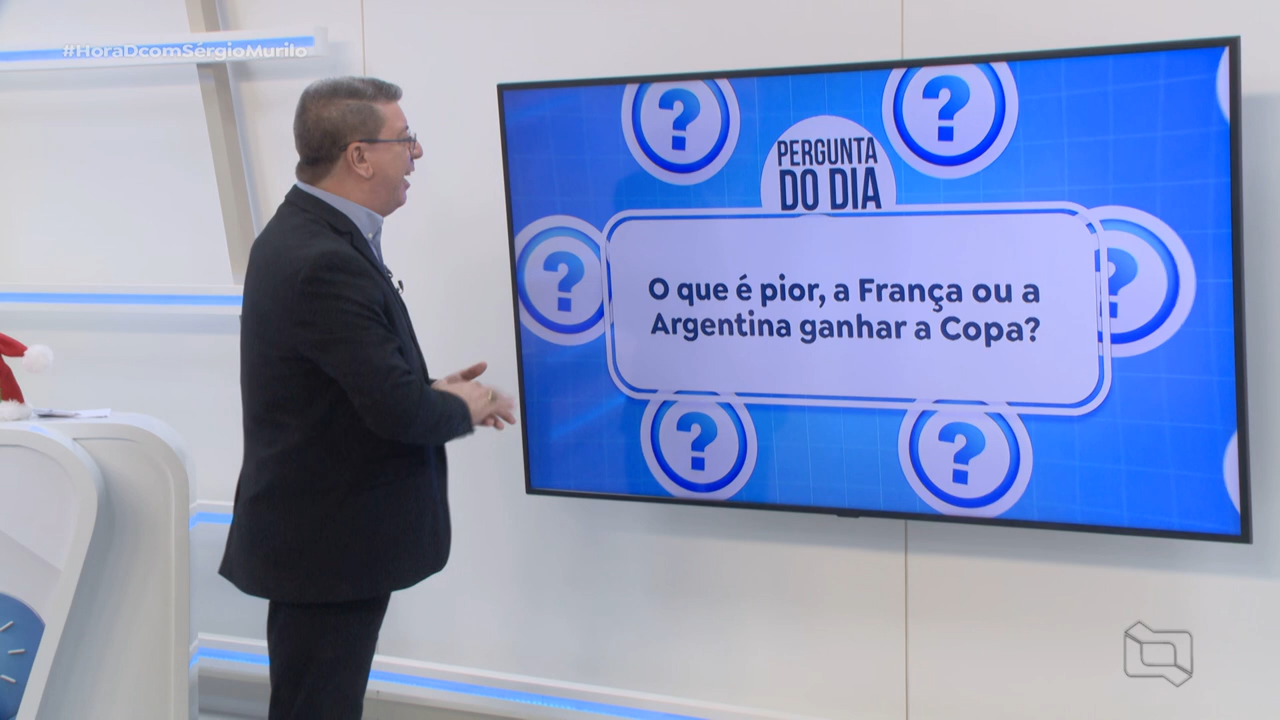 #HoraDcomSérgioMurilo
PERGUNTA
DO DIA
O que é pior, a França ou a
Argentina ganhar a Copa?